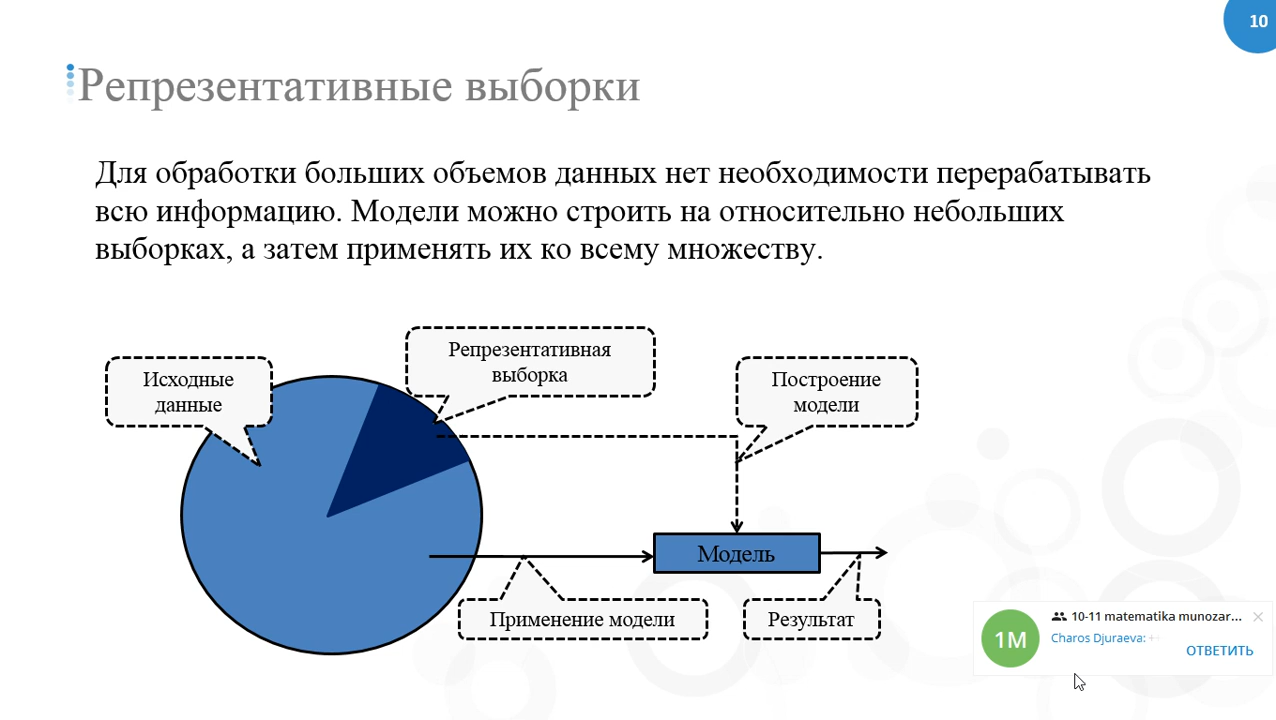 10
Репрезентативные выборки
Для обработки больших объемов данных нет необходимости перерабатывать
всю информацию. Модели можно строить на относительно небольших
выборках, а затем применять их ко всему множеству.
Репрезентативная
выборка
Исходные
данные
Построение
модели
Модель
Применение модели
Результат
1M
10-11 matematika munozar...
Charos Djuraeva:
ОТВЕТИТЬ